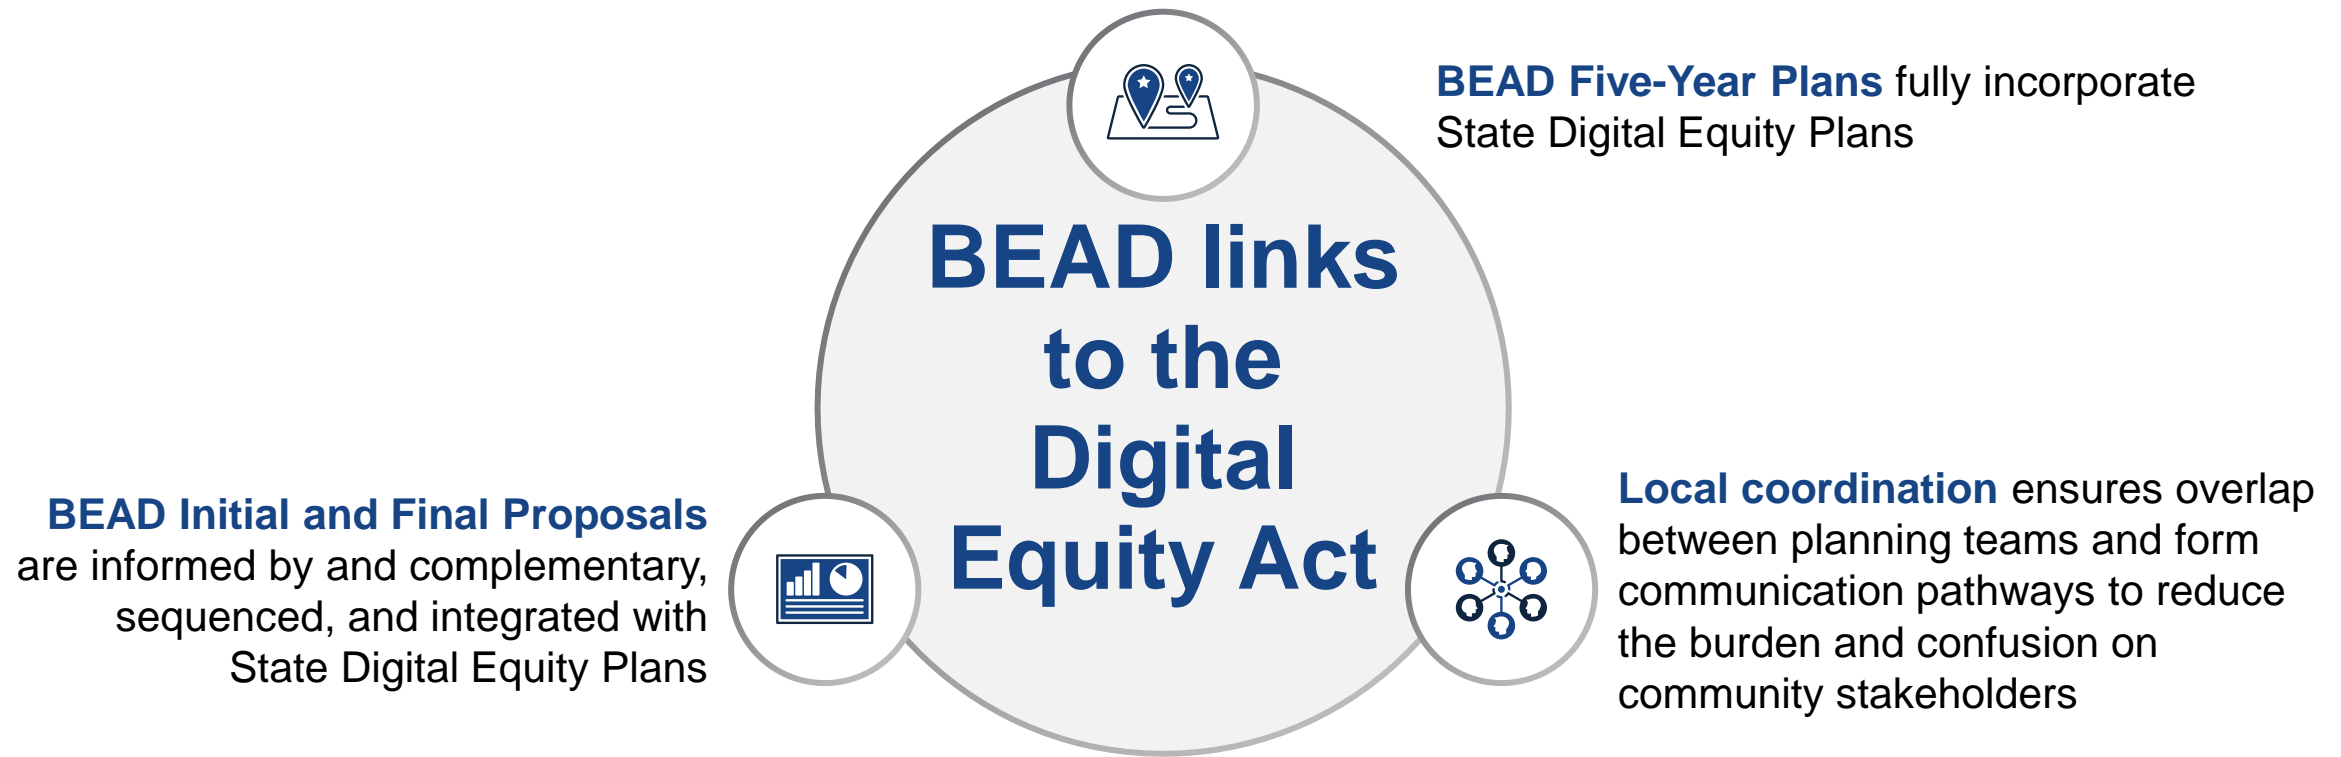 BEAD Five-Year Plans fully incorporate
State Digital Equity Plans
BEAD links
to the
Digital
Equity Act
BEAD Initial and Final Proposals
are informed by and complementary,
sequenced, and integrated with
State Digital Equity Plans
Local coordination ensures overlap
between planning teams and form
communication pathways to reduce
the burden and confusion on
community stakeholders